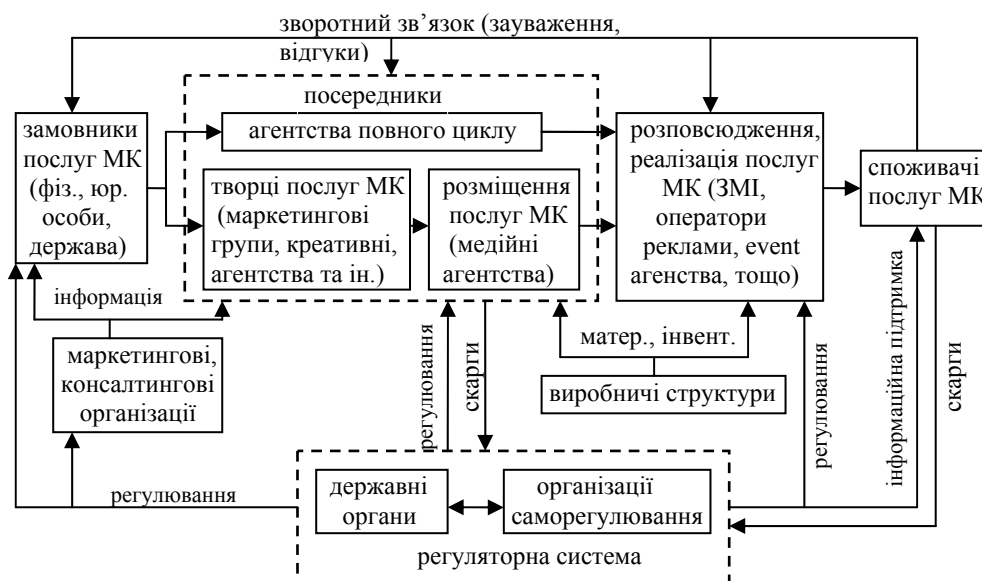 зворотний зв’язок (зауваження,
відгуки)
посередники
замовники
послуг МК
(фіз., юр.
особи,
держава)
агентства повного циклу
творці послуг МК
(маркетингові
групи, креативні,
агентства та ін.)
розміщення
послуг МК
(медійні
агентства)
розповсюдження,
реалізація послуг
МК (ЗМІ,
оператори
реклами, event
агенства, тощо)
споживачі
послуг МК
інформація
маркетингові,
консалтингові
організації
регулювання
скарги
матер., інвент.
виробничі структури
регулювання
інформаційна підтримка
скарги
регулювання
державні
органи
організації
саморегулювання
регуляторна система